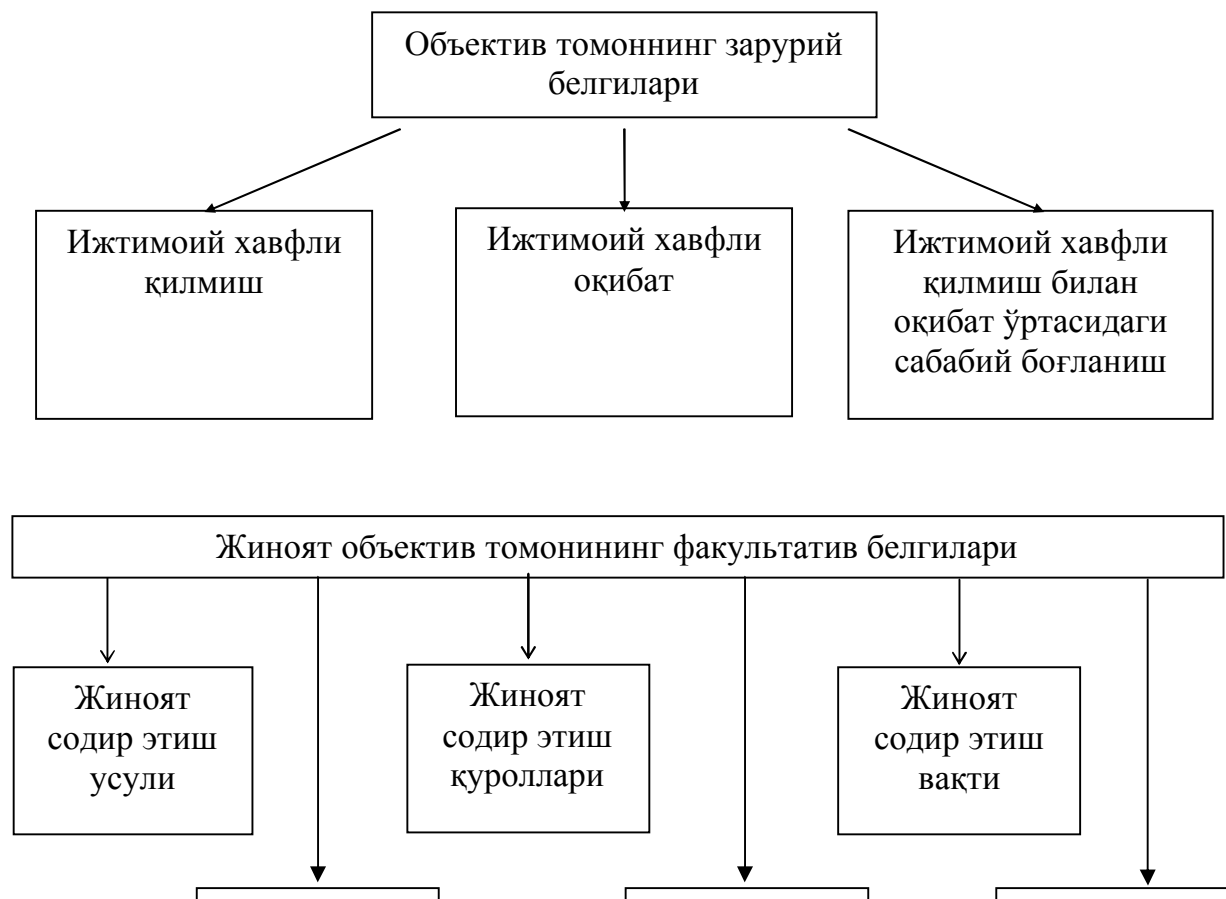 Объектив томоннинг зарурий
белгилари
Ижтимоий хавфли
қилмиш
Ижтимоий хавфли
оқибат
Ижтимоий хавфли
қилмиш билан
оқибат ўртасидаги
сабабий боғланиш
Жиноят объектив томонининг факультатив белгилари
Жиноят
содир этиш
усули
Жиноят
содир этиш
қуроллари
Жиноят
содир этиш
вақти